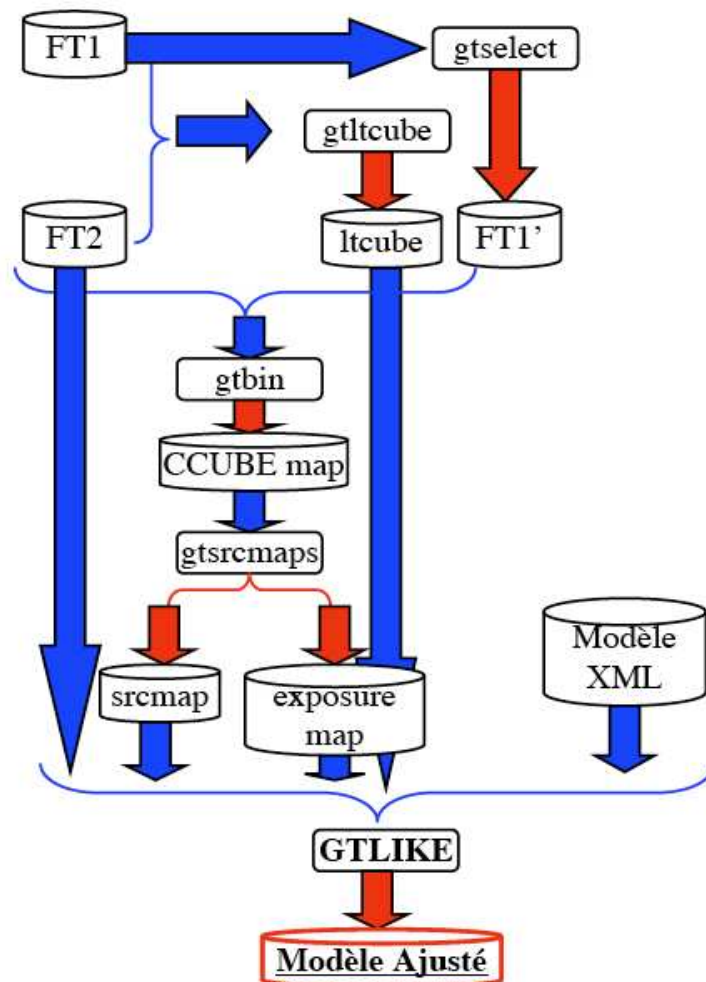 FT1
gtselect
gtltcube
FT2
ltcube
FT1’
gtbin
CCUBE map
gtsrcmaps
srcmap
exposure
map
Modèle
XML
GTLIKE
Modèle Ajusté